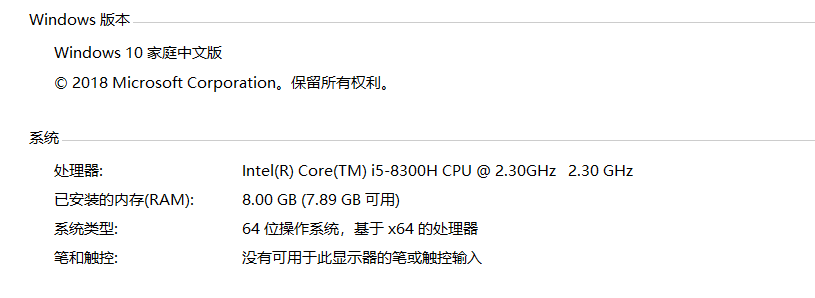 Windows 版本
Windows 10 家庭中文版
© 2018 Microsoft Corporation。保留所有权利。
系统
处理器: Intel(R) Core(TM) i5-8300H CPU @ 2.30GHz 2.30 GHz
已安装的内存(RAM): 8.00 GB (7.89 GB 可用)
系统类型: 64 位操作系统，基于 x64 的处理器
笔和触控: 没有可用于此显示器的笔或触控输入